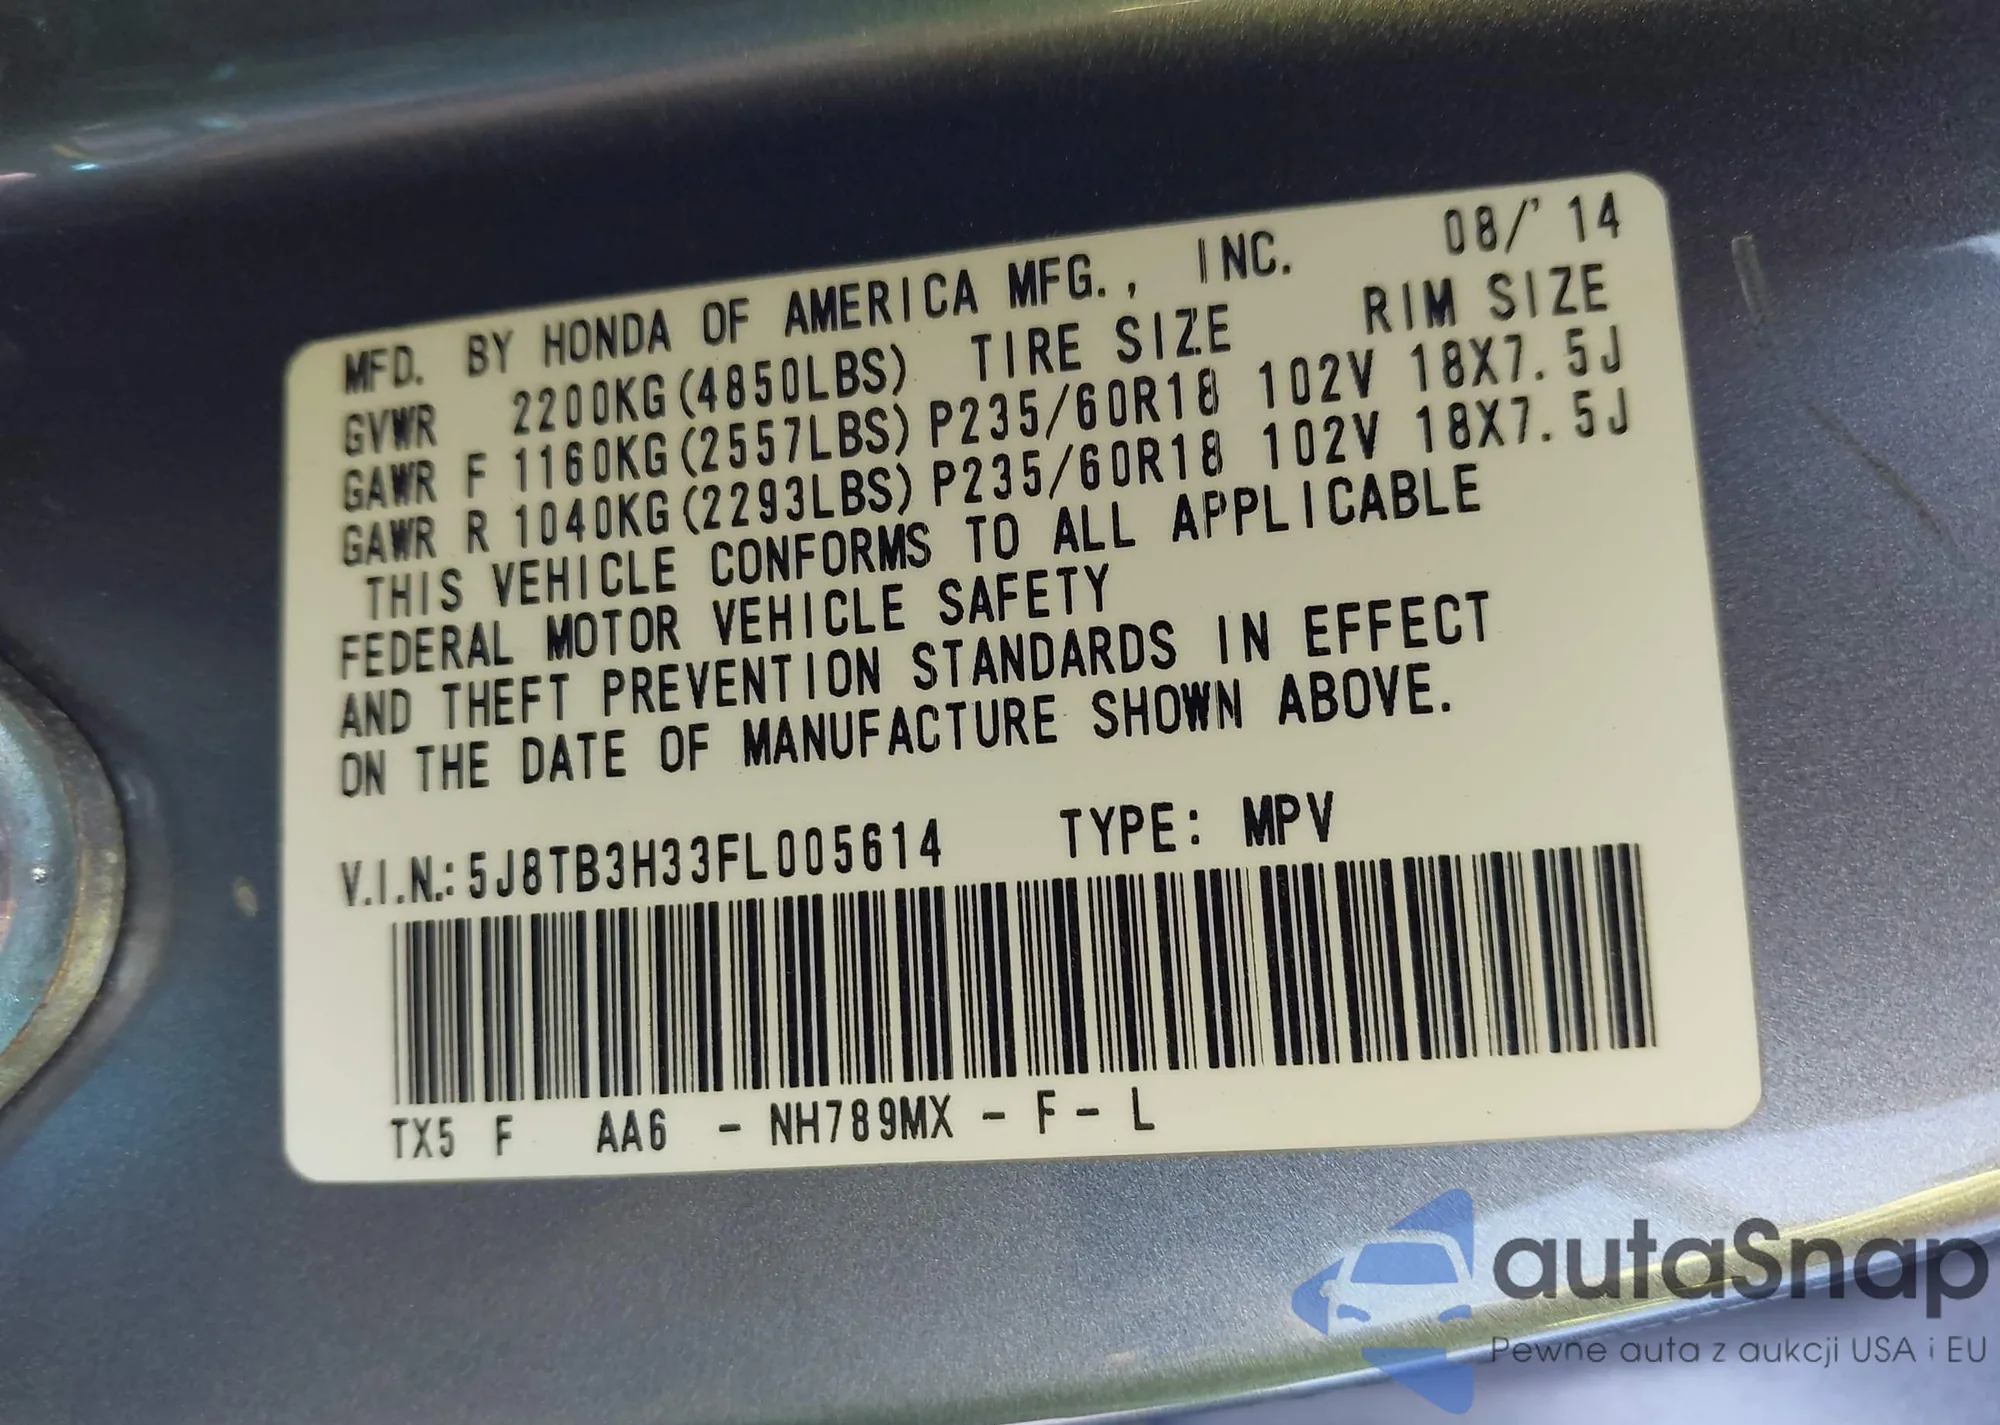 MFD. BY HONDA OF AMERICA MFG., INC. 08/'14
GVWR 2200KG(4850LBS) TIRE SIZE RIM SIZE
GAWR F 1160KG(2557LBS) P235/60R18 102V 18X7.5J
GAWR R 1040KG(2293LBS) P235/60R18 102V 18X7.5J
THIS VEHICLE CONFORMS TO ALL APPLICABLE
FEDERAL MOTOR VEHICLE SAFETY
AND THEFT PREVENTION STANDARDS IN EFFECT
ON THE DATE OF MANUFACTURE SHOWN ABOVE.
V.I.N.: 5J8TB3H33FL005614 TYPE: MPV
TX5 F AA6 - NH789MX - F - L
autaSnap
Pewne auta z aukcji USA i EU